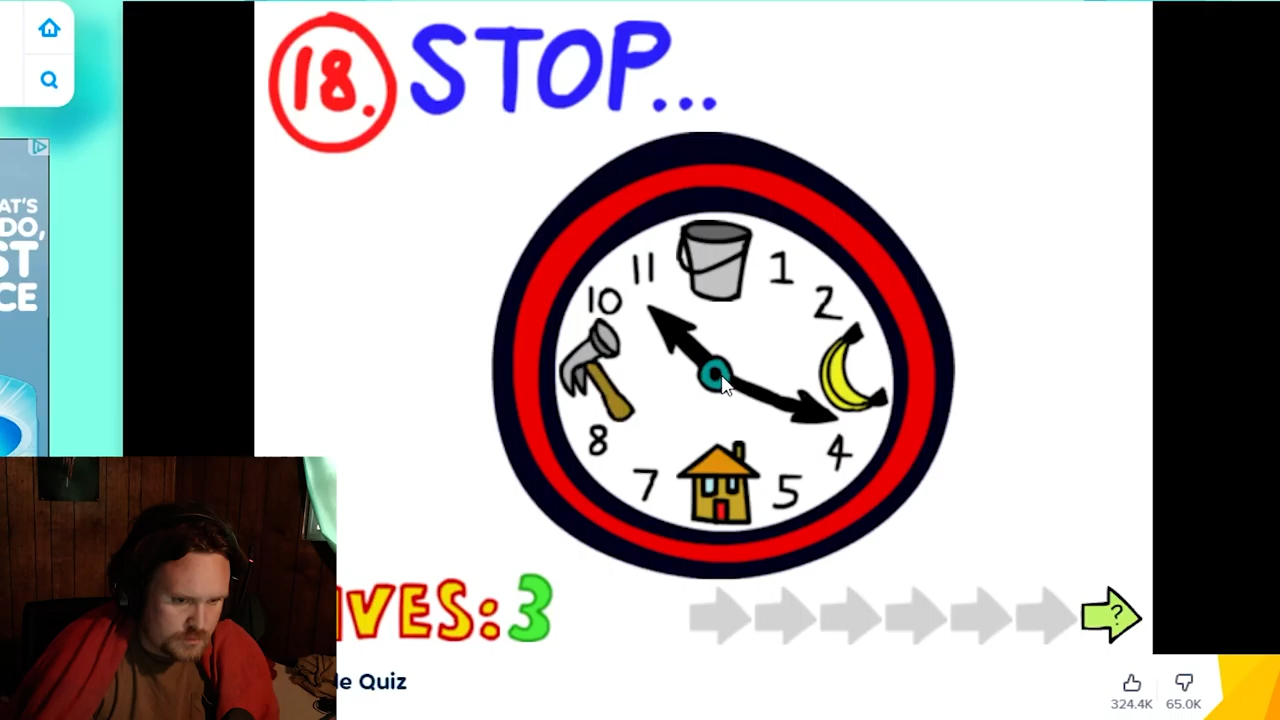 18. STOP...
11
1
10
2
8
4
7
5
IVES: 3
?
AT'S
DO,
ST
CE
le Quiz
324.4K
65.0K